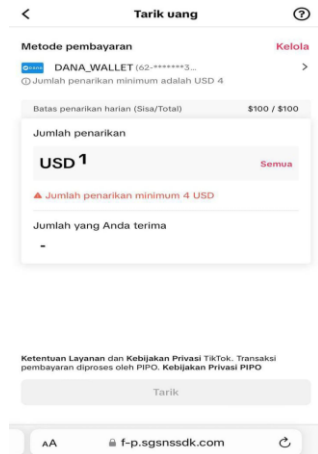 Tarik uang
Metode pembayaran Kelola
DANA DANA_WALLET (62-*******3...
Jumlah penarikan minimum adalah USD 4
Batas penarikan harian (Sisa/Total) $100 / $100
Jumlah penarikan
USD 1 Semua
Jumlah penarikan minimum 4 USD
Jumlah yang Anda terima
-
Ketentuan Layanan dan Kebijakan Privasi TikTok. Transaksi
pembayaran diproses oleh PIPO. Kebijakan Privasi PIPO
Tarik
AA f-p.sgsnssdk.com